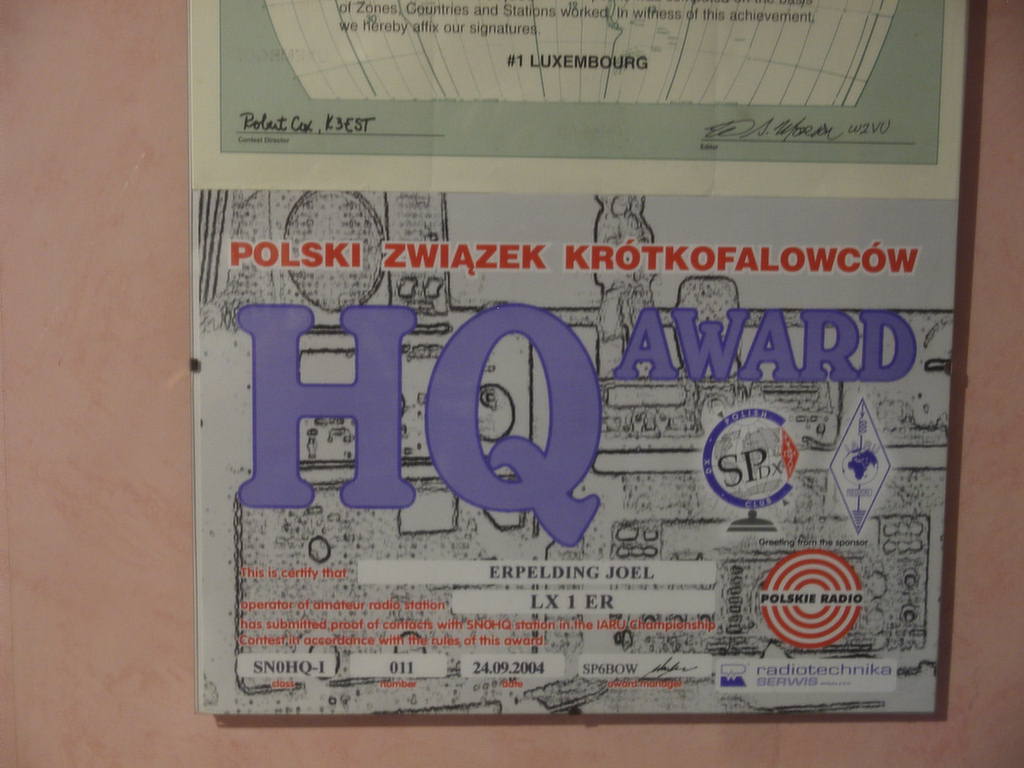 of Zones, Countries and Stations worked. In witness of this achievement,
we hereby affix our signatures.
#1 LUXEMBOURG
Robert Cox, K3EST
W2VU
Contest Director
Editor
POLSKI ZWIĄZEK KRÓTKOFALOWCÓW
HQ AWARD
POLISH
DX
SP DX
CLUB
Greeting from the sponsor
This is certify that ERPELDING JOEL
POLSKIE RADIO
operator of amateur radio station LX 1 ER
has submitted proof of contacts with SN0HQ station in the IARU Championship
Contest in accordance with the rules of this award.
SN0HQ-1 011 24.09.2004 SP6BOW
class number date award manager
radiotechnika
SERWIS